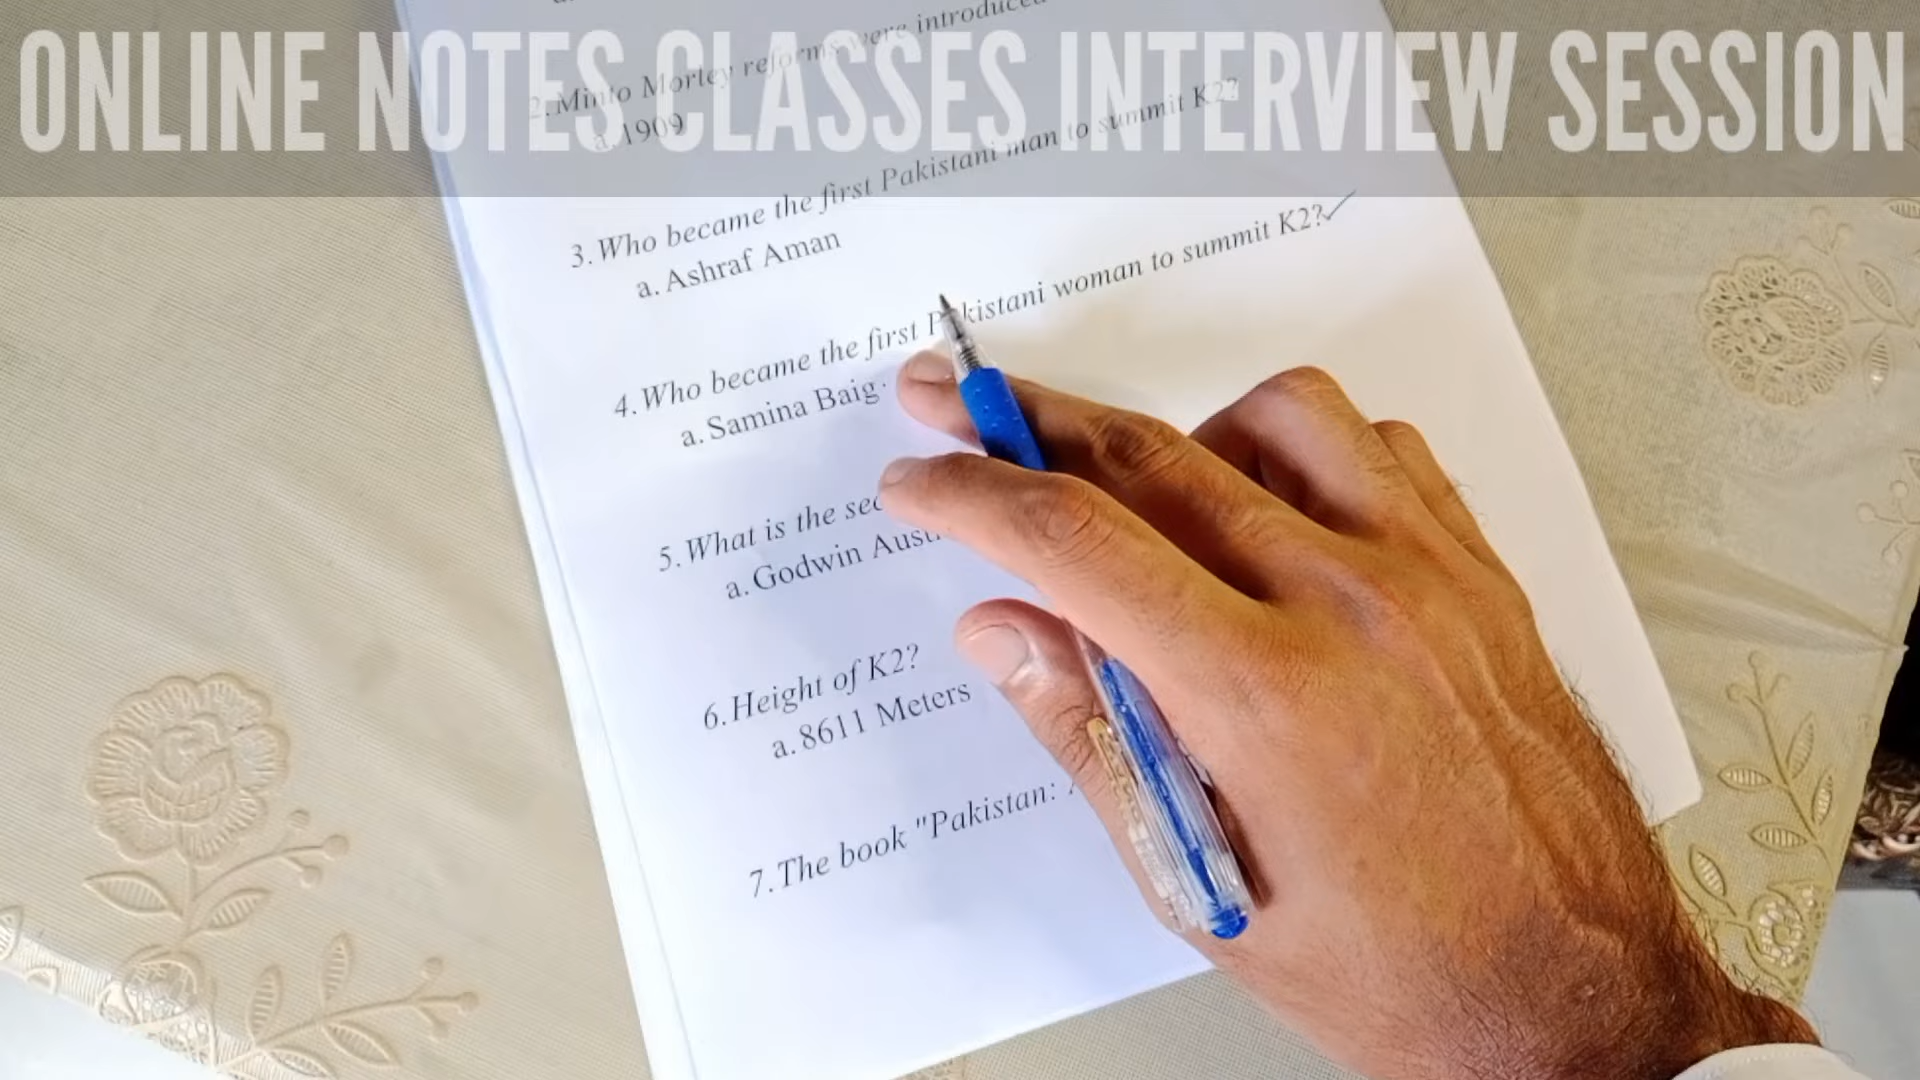 ONLINE NOTES CLASSES INTERVIEW SESSION
2. Minto Morley reforms were introduced
a. 1909
3. Who became the first Pakistani man to summit K2?
a. Ashraf Aman
4. Who became the first Pakistani woman to summit K2?
a. Samina Baig
5. What is the sec
a. Godwin Aust
6. Height of K2?
a. 8611 Meters
7. The book "Pakistan: